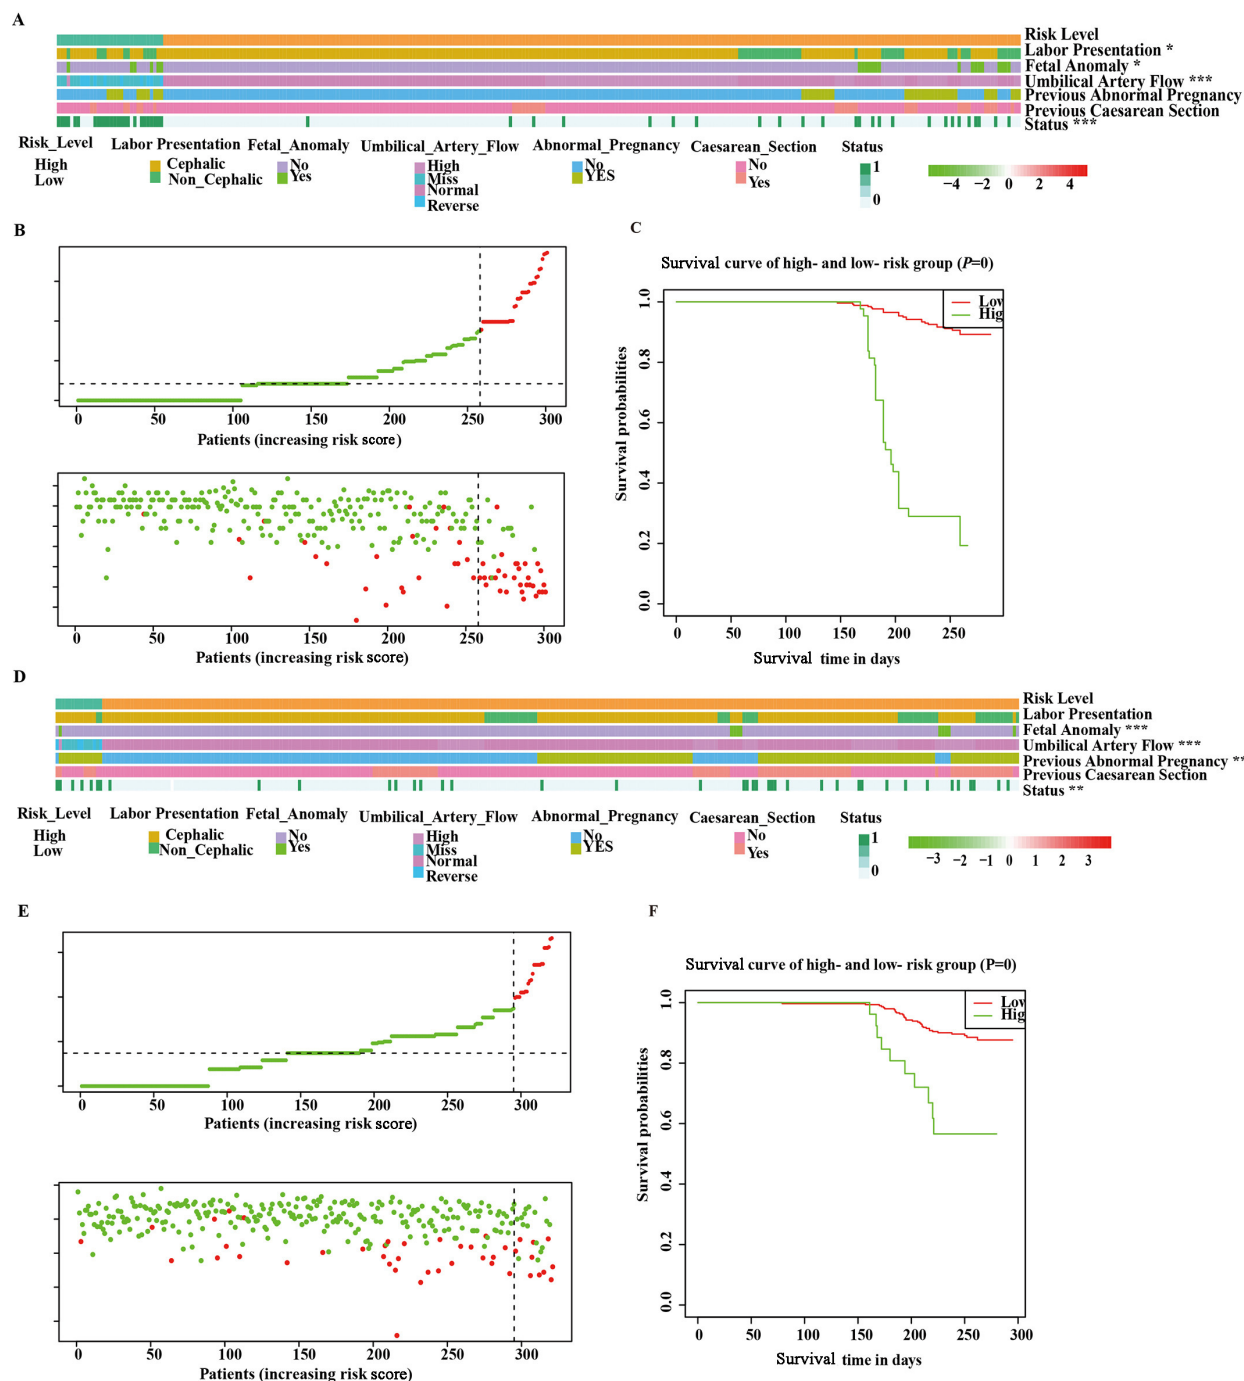 A
Risk Level
Labor Presentation *
Fetal Anomaly *
Umbilical Artery Flow ***
Previous Abnormal Pregnancy
Previous Caesarean Section
Status ***
Risk_Level Labor Presentation Fetal_Anomaly Umbilical_Artery_Flow Abnormal_Pregnancy Caesarean_Section Status
High Cephalic No High No No 1
Low Non_Cephalic Yes Miss YES Yes
Normal
Reverse 0
−4 −2 0 2 4
B
0 50 100 150 200 250 300
Patients (increasing risk score)
0 50 100 150 200 250 300
Patients (increasing risk score)
C
Survival curve of high- and low- risk group (P=0)
Low
Hig
Survival probabilities
1.0
0.8
0.6
0.4
0.2
0.0
0 50 100 150 200 250
Survival time in days
D
Risk Level
Labor Presentation
Fetal Anomaly ***
Umbilical Artery Flow ***
Previous Abnormal Pregnancy **
Previous Caesarean Section
Status **
Risk_Level Labor Presentation Fetal_Anomaly Umbilical_Artery_Flow Abnormal_Pregnancy Caesarean_Section Status
High Cephalic No High No No 1
Low Non_Cephalic Yes Miss YES Yes
Normal
Reverse 0
−3 −2 −1 0 1 2 3
E
0 50 100 150 200 250 300
Patients (increasing risk score)
0 50 100 150 200 250 300
Patients (increasing risk score)
F
Survival curve of high- and low- risk group (P=0)
Low
Hig
Survival probabilities
1.0
0.8
0.6
0.4
0.2
0.0
0 50 100 150 200 250 300
Survival time in days